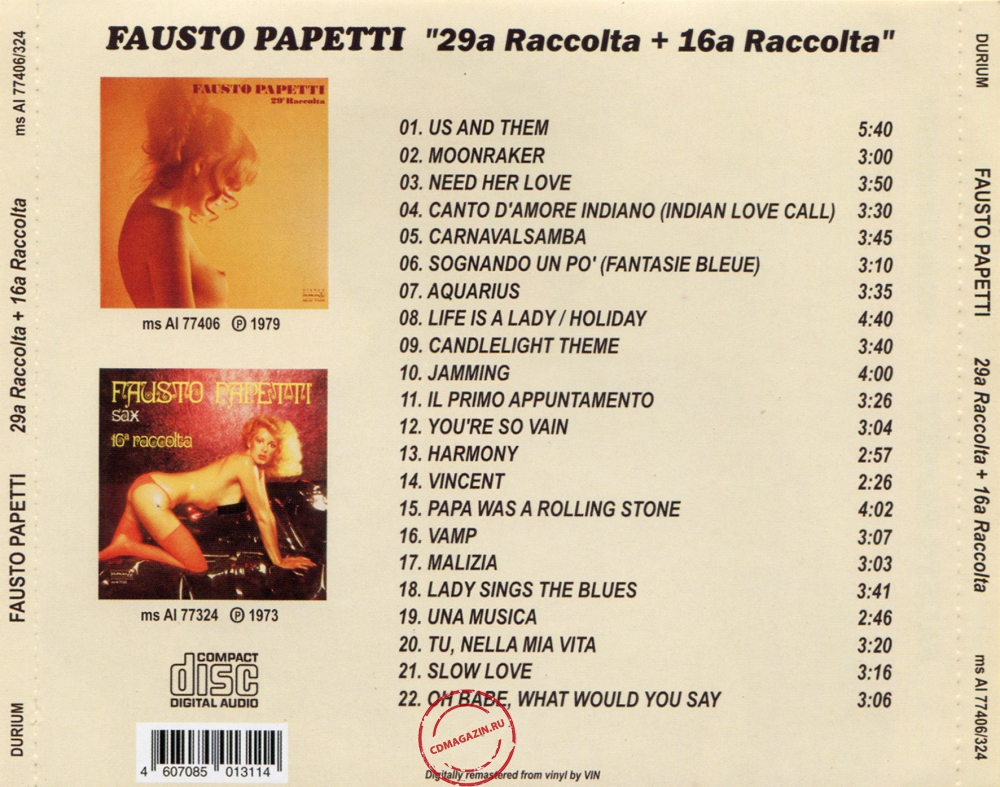 FAUSTO PAPETTI "29a Raccolta + 16a Raccolta"
ms AI 77406/324
29a Raccolta + 16a Raccolta
FAUSTO PAPETTI
DURIUM
FAUSTO PAPETTI
29ª Raccolta
ms AI 77406 ℗ 1979
FAUSTO PAPETTI
sax
16ª raccolta
ms AI 77324 ℗ 1973
COMPACT
disc
DIGITAL AUDIO
4 607085 013114
01. US AND THEM 5:40
02. MOONRAKER 3:00
03. NEED HER LOVE 3:50
04. CANTO D'AMORE INDIANO (INDIAN LOVE CALL) 3:30
05. CARNAVALSAMBA 3:45
06. SOGNANDO UN PO' (FANTASIE BLEUE) 3:10
07. AQUARIUS 3:35
08. LIFE IS A LADY / HOLIDAY 4:40
09. CANDLELIGHT THEME 3:40
10. JAMMING 4:00
11. IL PRIMO APPUNTAMENTO 3:26
12. YOU'RE SO VAIN 3:04
13. HARMONY 2:57
14. VINCENT 2:26
15. PAPA WAS A ROLLING STONE 4:02
16. VAMP 3:07
17. MALIZIA 3:03
18. LADY SINGS THE BLUES 3:41
19. UNA MUSICA 2:46
20. TU, NELLA MIA VITA 3:20
21. SLOW LOVE 3:16
22. OH BABE, WHAT WOULD YOU SAY 3:06
CDMAGAZIN.RU
Digitally remastered from vinyl by VIN
DURIUM
FAUSTO PAPETTI
29a Raccolta + 16a Raccolta
ms AI 77406/324